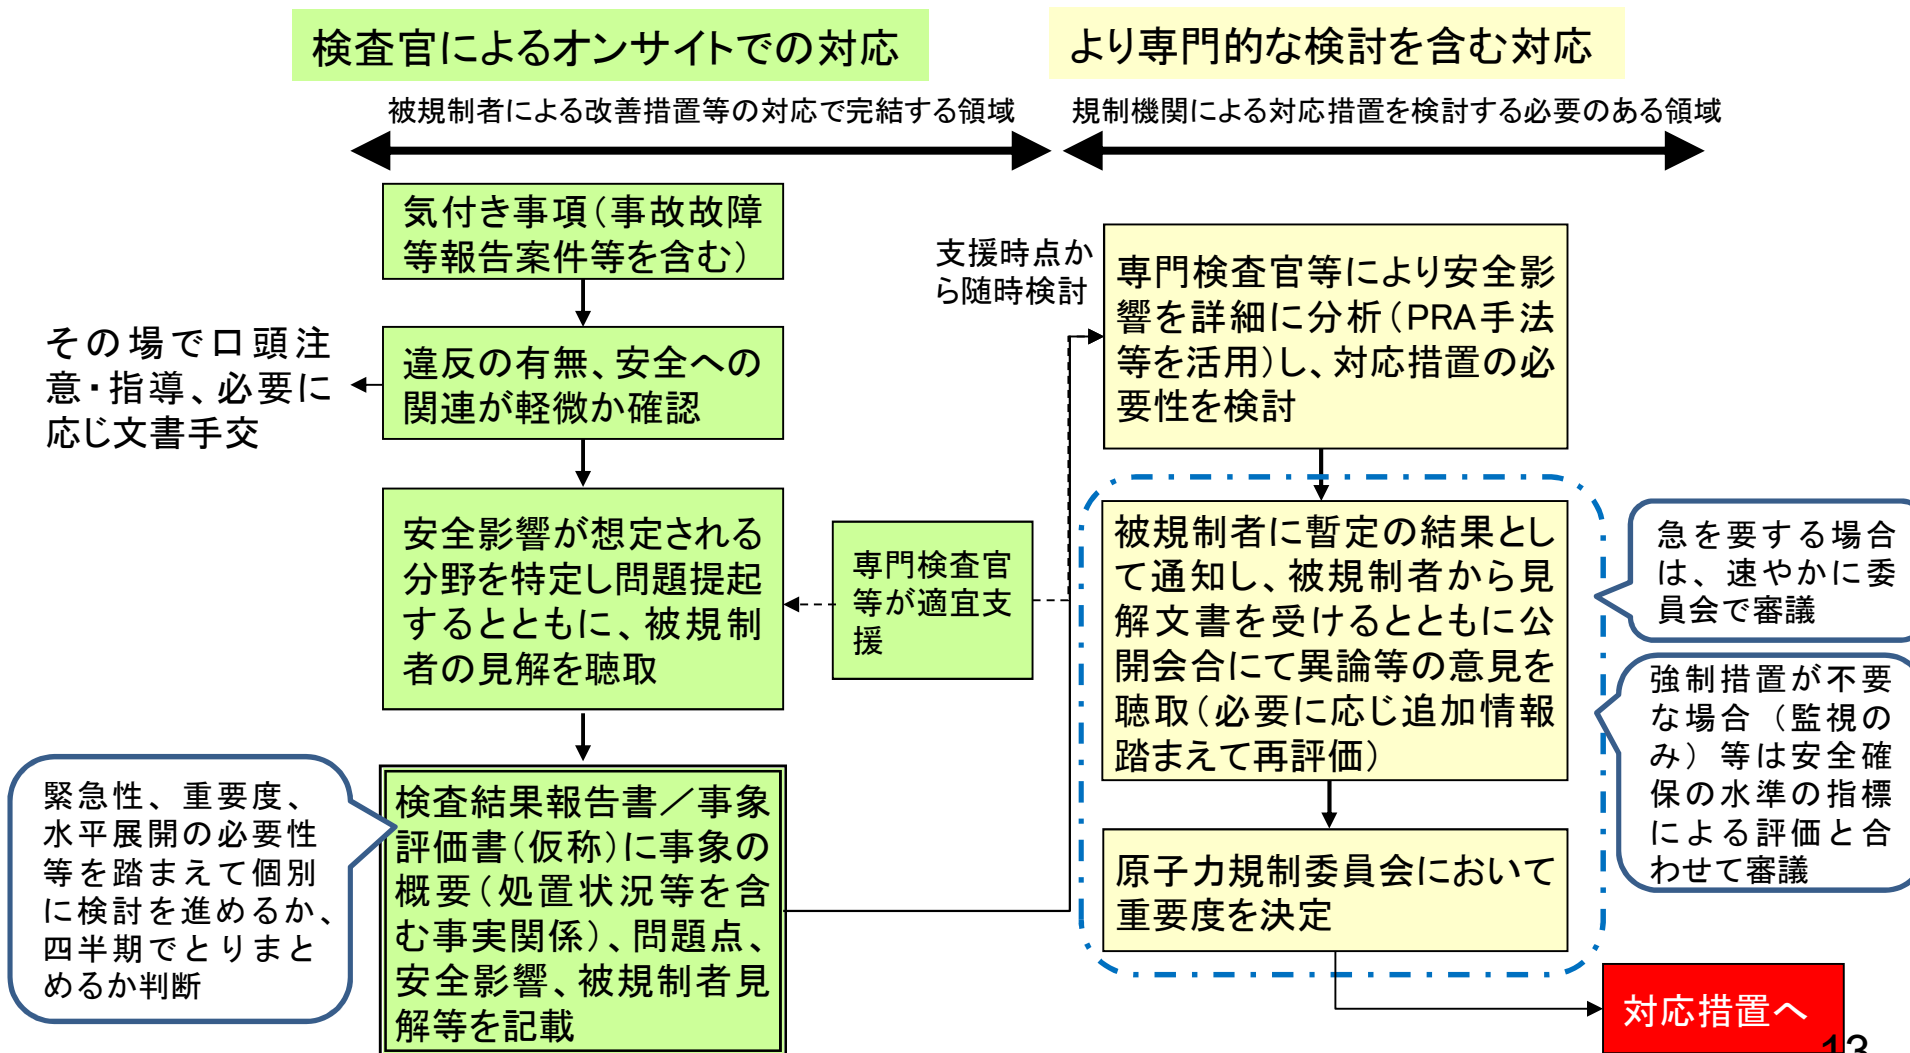 検査官によるオンサイトでの対応
より専門的な検討を含む対応
被規制者による改善措置等の対応で完結する領域
規制機関による対応措置を検討する必要のある領域
気付き事項（事故故障
等報告案件等を含む）
違反の有無、安全への
関連が軽微か確認
その場で口頭注
意・指導、必要に
応じ文書手交
安全影響が想定される
分野を特定し問題提起
するとともに、被規制
者の見解を聴取
専門検査官
等が適宜支
援
検査結果報告書／事象
評価書（仮称）に事象の
概要（処置状況等を含
む事実関係）、問題点、
安全影響、被規制者見
解等を記載
緊急性、重要度、
水平展開の必要性
等を踏まえて個別
に検討を進めるか、
四半期でとりまと
めるか判断
支援時点か
ら随時検討
専門検査官等により安全影
響を詳細に分析（PRA手法
等を活用）し、対応措置の必
要性を検討
被規制者に暫定の結果とし
て通知し、被規制者から見
解文書を受けるとともに公
開会合にて異論等の意見を
聴取（必要に応じ追加情報
踏まえて再評価）
原子力規制委員会において
重要度を決定
急を要する場合
は、速やかに委
員会で審議
強制措置が不要
な場合（監視の
み）等は安全確
保の水準の指標
による評価と合
わせて審議
対応措置へ
13